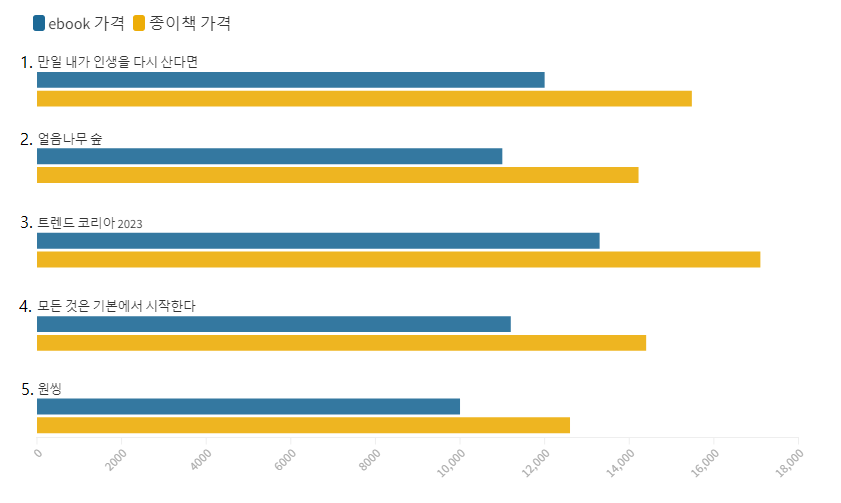 ebook 가격 종이책 가격
1. 만일 내가 인생을 다시 산다면
2. 얼음나무 숲
3. 트렌드 코리아 2023
4. 모든 것은 기본에서 시작한다
5. 원씽
0 2000 4000 6000 8000 10,000 12,000 14,000 16,000 18,000